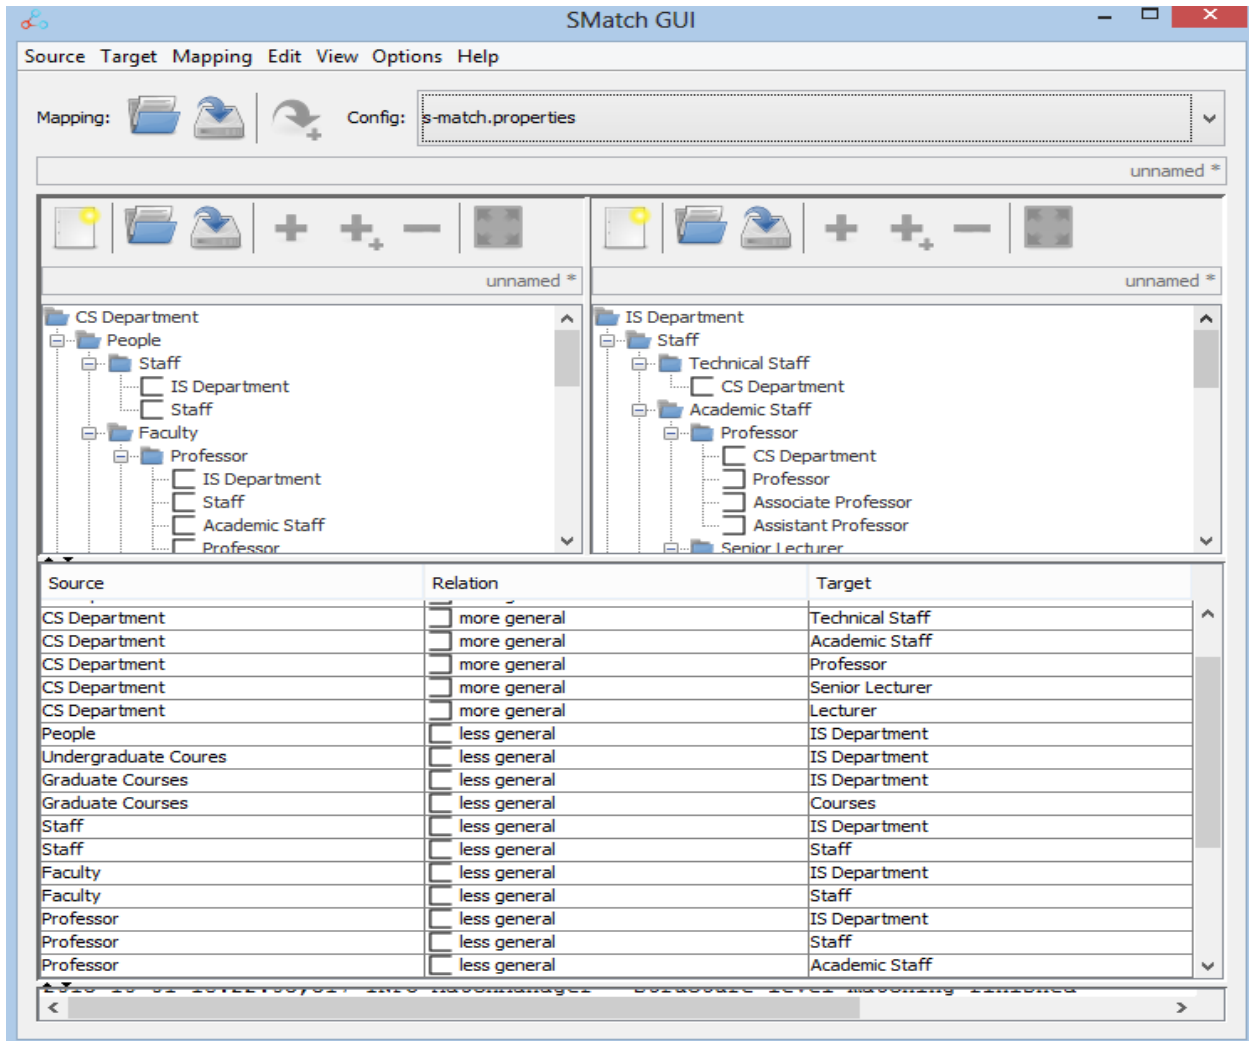 SMatch GUI
Source Target Mapping Edit View Options Help
Mapping: Config: s-match.properties
unnamed *
unnamed * unnamed *
CS Department IS Department
People Staff
Staff Technical Staff
IS Department CS Department
Staff Academic Staff
Faculty Professor
Professor CS Department
IS Department Professor
Staff Associate Professor
Academic Staff Assistant Professor
Professor Senior Lecturer
Source Relation Target
CS Department more general Technical Staff
CS Department more general Academic Staff
CS Department more general Professor
CS Department more general Senior Lecturer
CS Department more general Lecturer
People less general IS Department
Undergraduate Coures less general IS Department
Graduate Courses less general IS Department
Graduate Courses less general Courses
Staff less general IS Department
Staff less general Staff
Faculty less general IS Department
Faculty less general Staff
Professor less general IS Department
Professor less general Staff
Professor less general Academic Staff